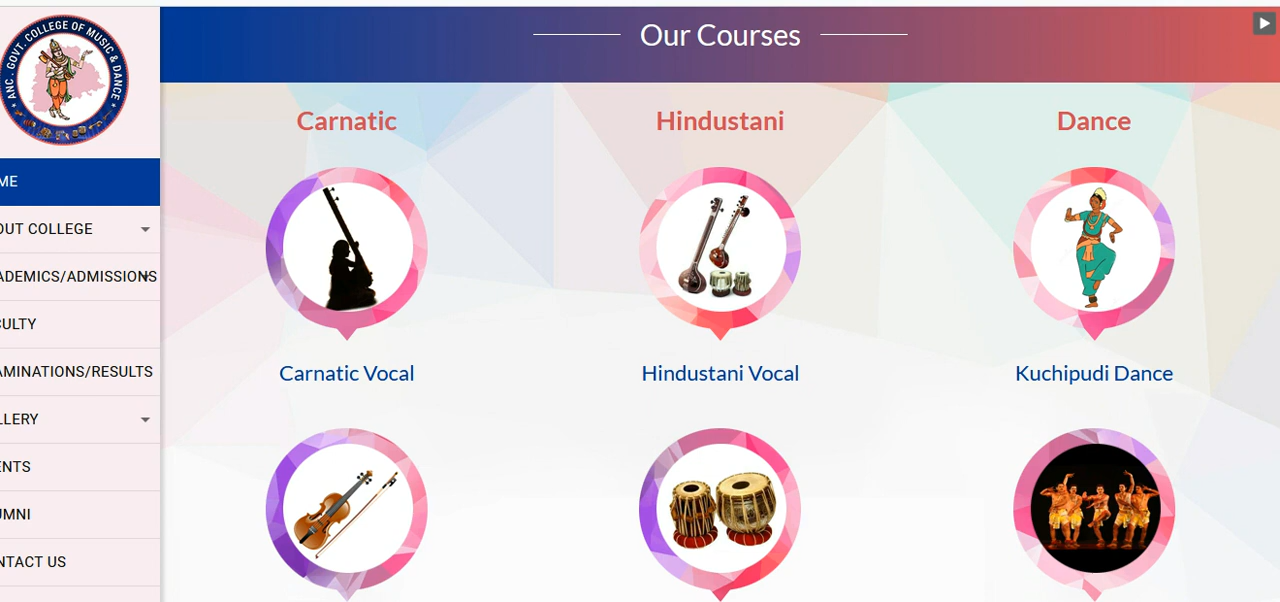 ANC . GOVT. COLLEGE OF MUSIC & DANCE
ME
OUT COLLEGE
ADEMICS/ADMISSIONS
CULTY
AMINATIONS/RESULTS
LLERY
ENTS
UMNI
NTACT US
Our Courses
Carnatic
Hindustani
Dance
Carnatic Vocal
Hindustani Vocal
Kuchipudi Dance